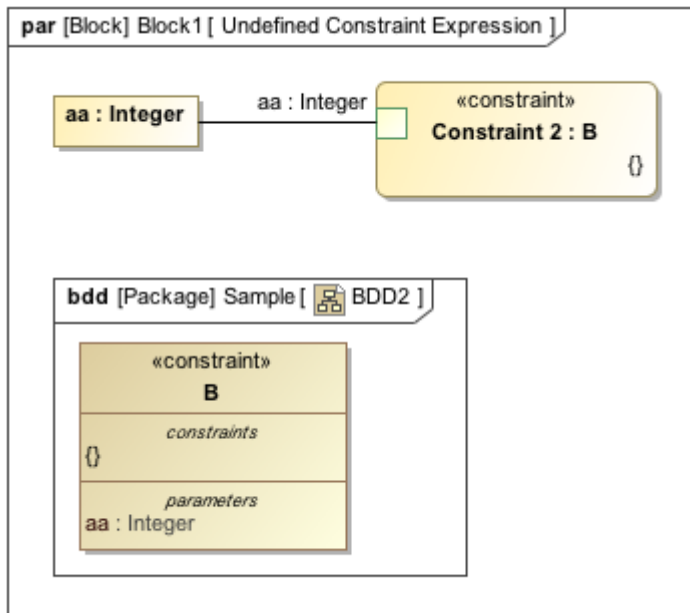 par [Block] Block1 [ Undefined Constraint Expression ]
aa : Integer
aa : Integer
«constraint»
Constraint 2 : B
{}
bdd [Package] Sample [ BDD2 ]
«constraint»
B
constraints
{}
parameters
aa : Integer